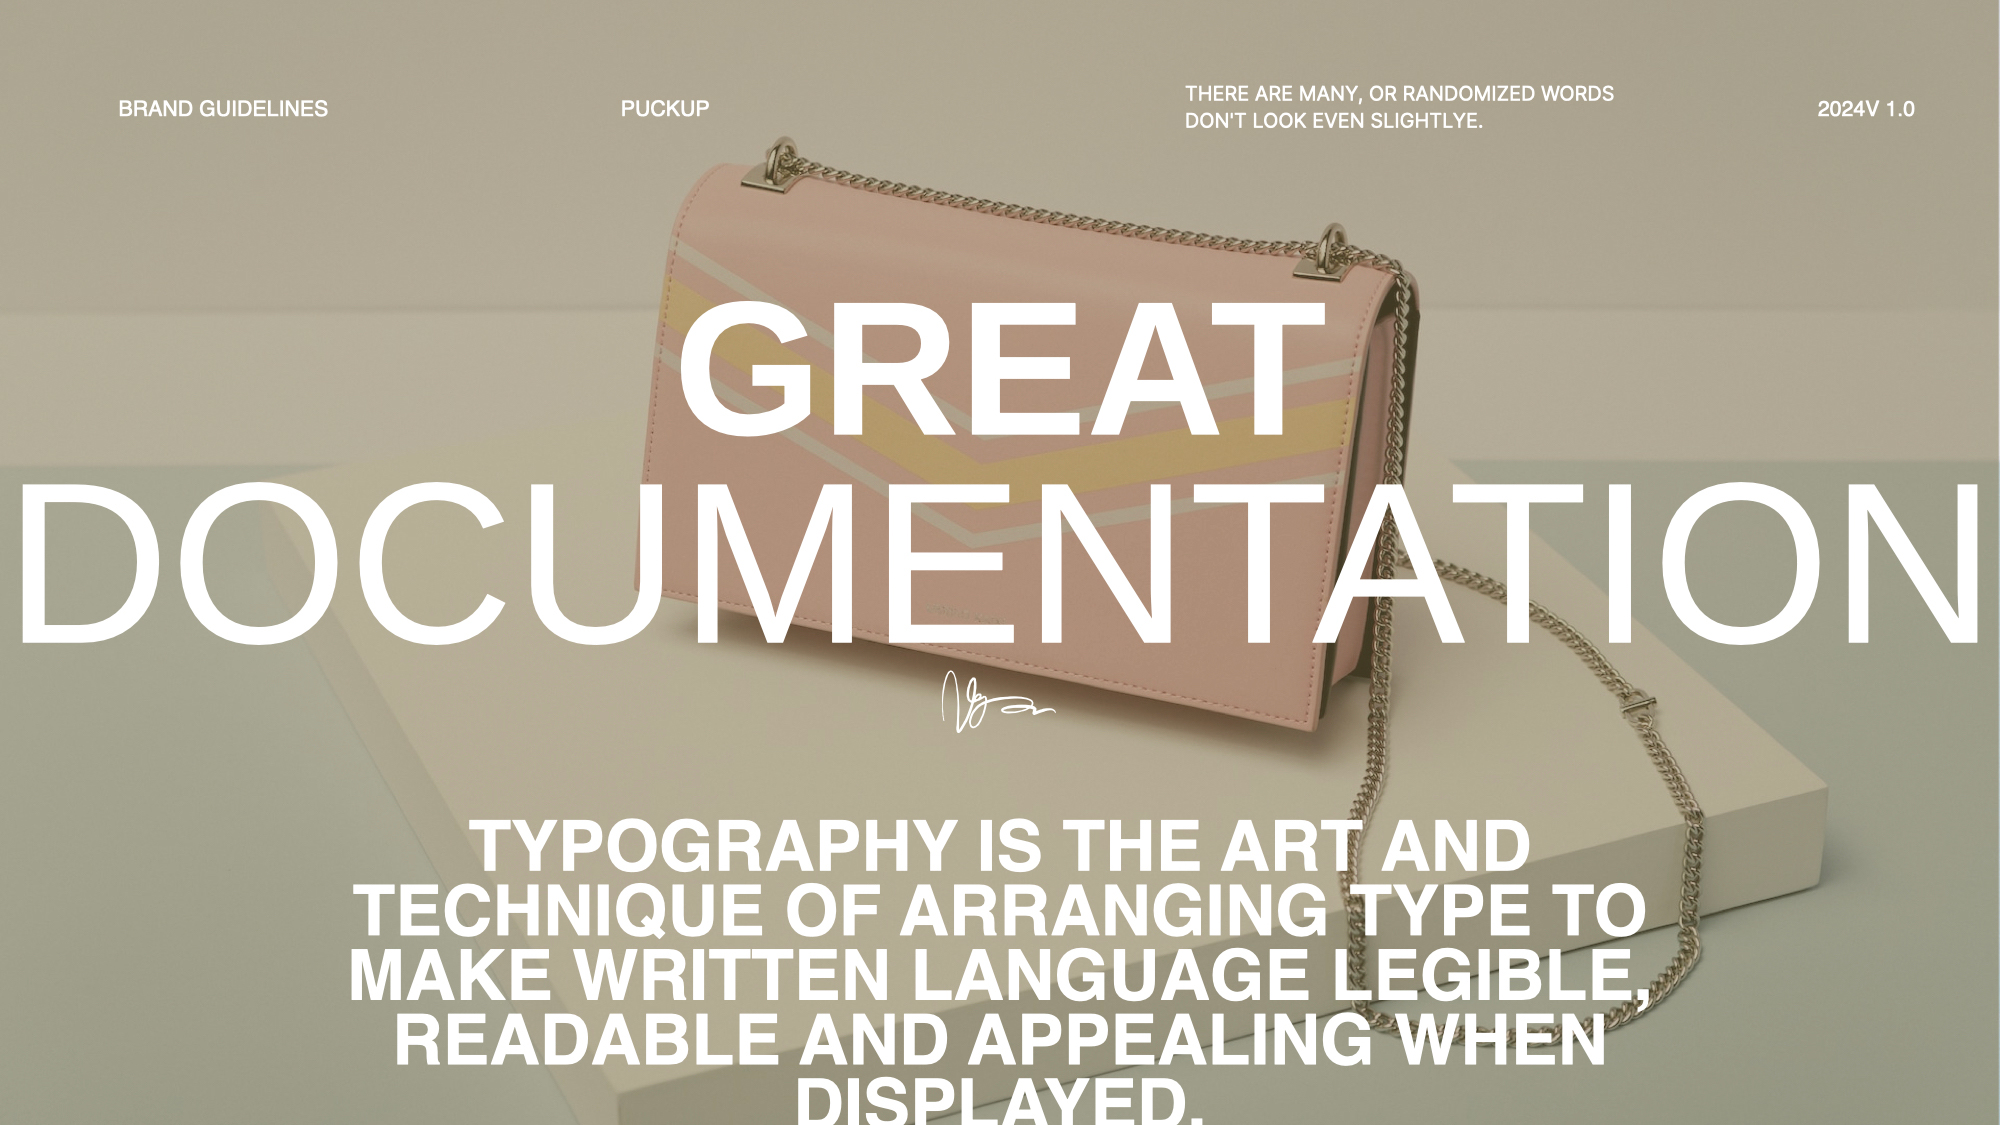 BRAND GUIDELINES
PUCKUP
THERE ARE MANY, OR RANDOMIZED WORDS
DON'T LOOK EVEN SLIGHTLYE.
2024V 1.0
GREAT
DOCUMENTATION
TYPOGRAPHY IS THE ART AND
TECHNIQUE OF ARRANGING TYPE TO
MAKE WRITTEN LANGUAGE LEGIBLE,
READABLE AND APPEALING WHEN
DISPLAYED.